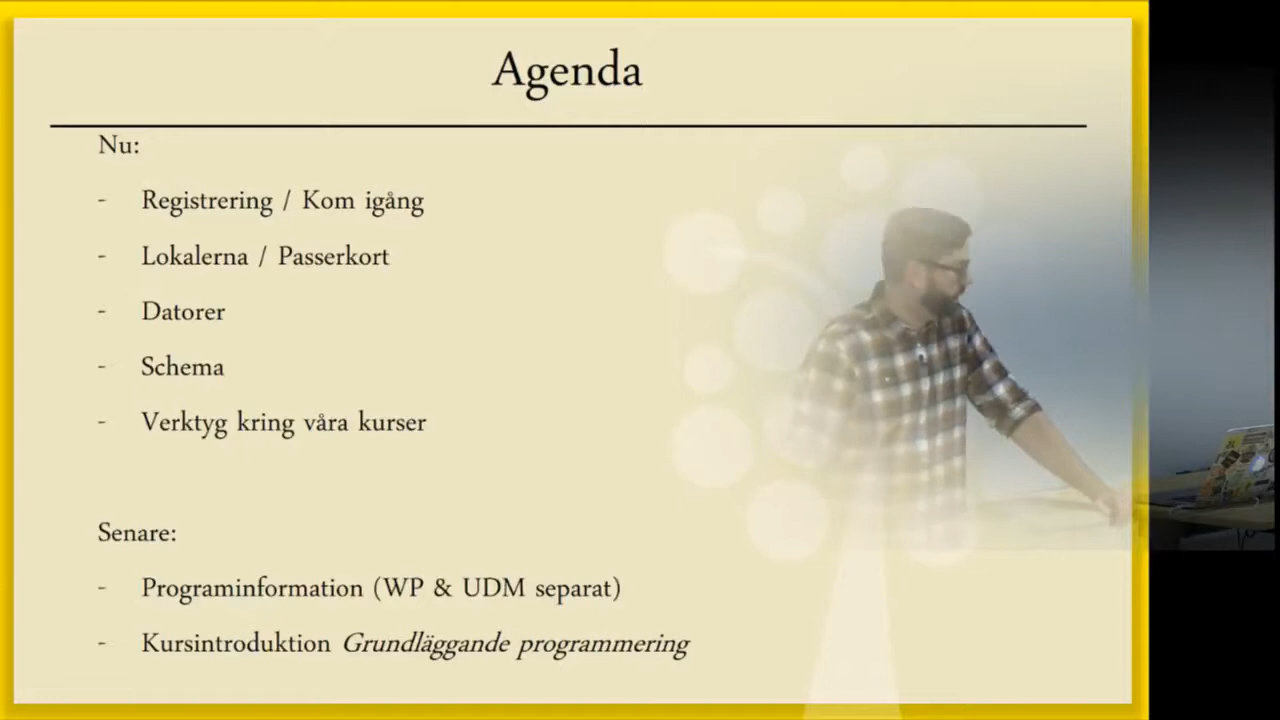 Agenda
Nu:
- Registrering / Kom igång
- Lokalerna / Passerkort
- Datorer
- Schema
- Verktyg kring våra kurser
Senare:
- Programinformation (WP & UDM separat)
- Kursintroduktion Grundläggande programmering